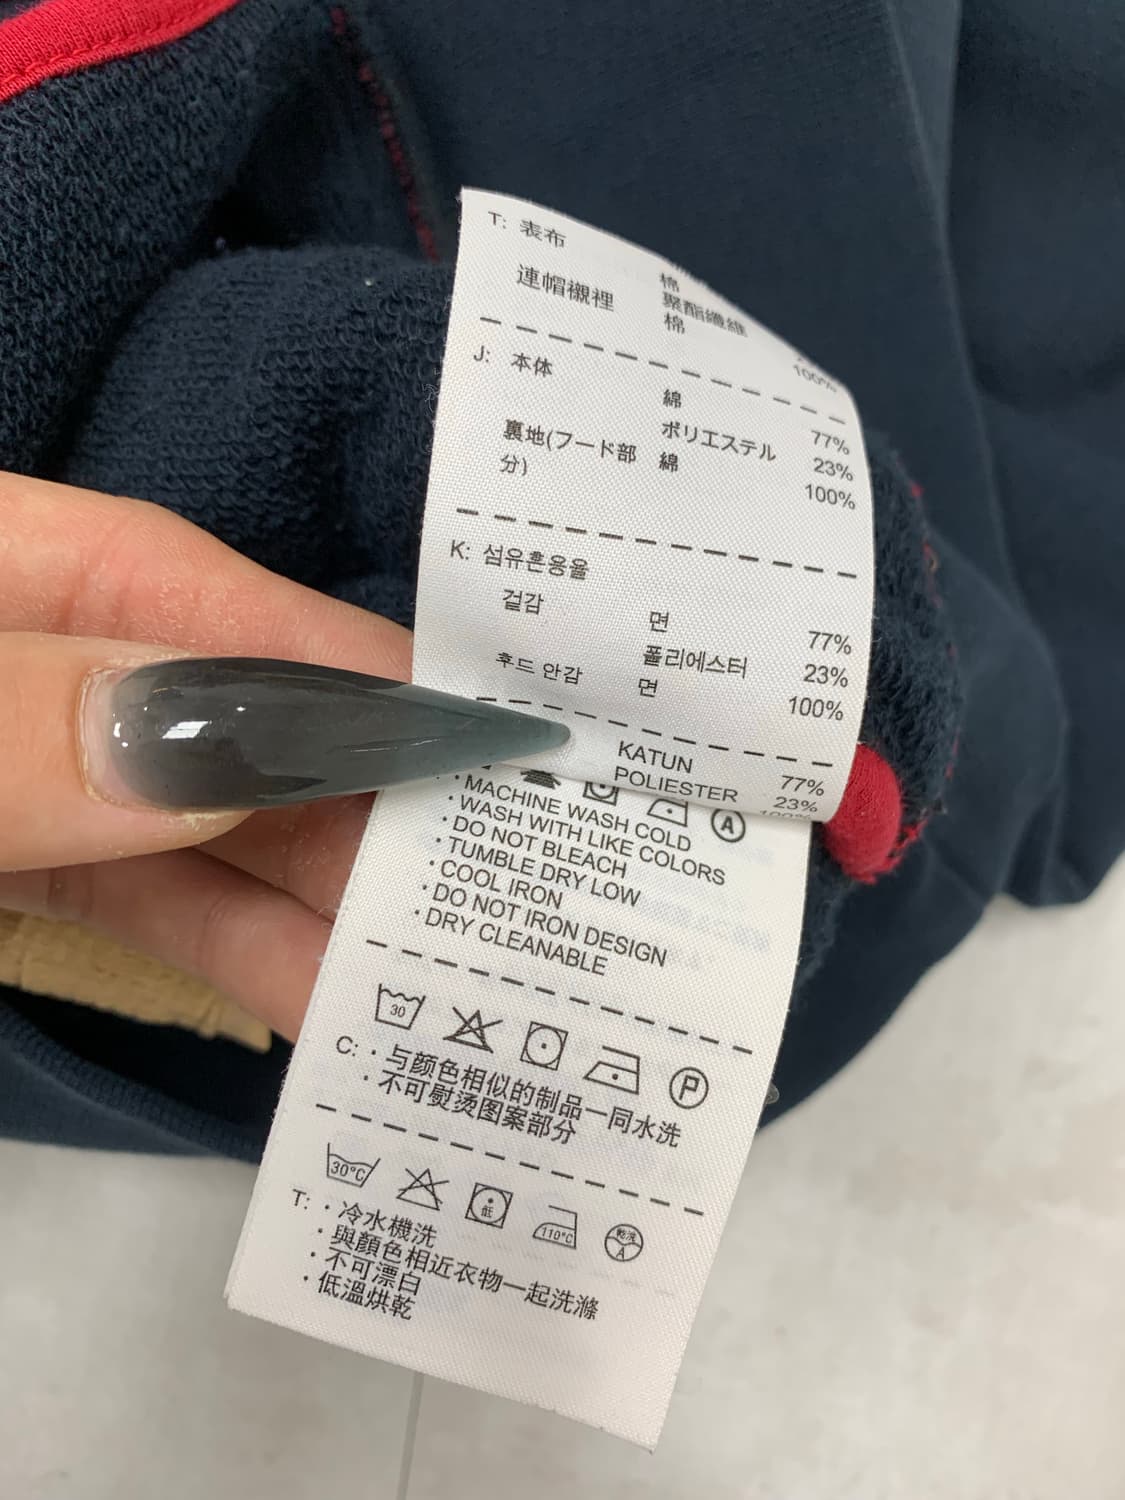 T: 表布
棉
聚酯纖維
連帽襯裡 棉 100%
J: 本体
綿 77%
ポリエステル 23%
裏地(フード部分) 綿 100%
K: 섬유혼용율
겉감 면 77%
폴리에스터 23%
후드 안감 면 100%
KATUN 77%
POLIESTER 23%
100%
A
· MACHINE WASH COLD
· WASH WITH LIKE COLORS
· DO NOT BLEACH
· TUMBLE DRY LOW
· COOL IRON
· DO NOT IRON DESIGN
· DRY CLEANABLE
30 P
C: · 与颜色相似的制品一同水洗
· 不可熨烫图案部分
30°C 低 110°C 乾洗 A
T: · 冷水機洗
· 與顏色相近衣物一起洗滌
· 不可漂白
· 低溫烘乾